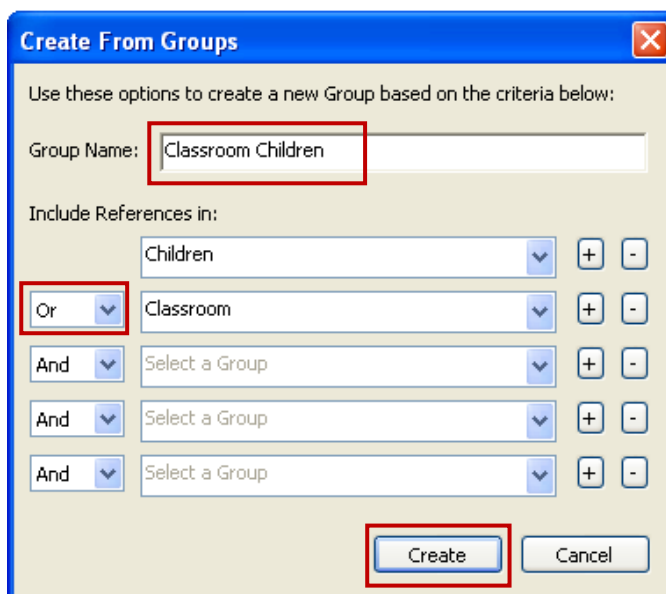 Create From Groups
Use these options to create a new Group based on the criteria below:
Group Name: Classroom Children
Include References in:
Children + -
Or Classroom + -
And Select a Group + -
And Select a Group + -
And Select a Group + -
Create Cancel